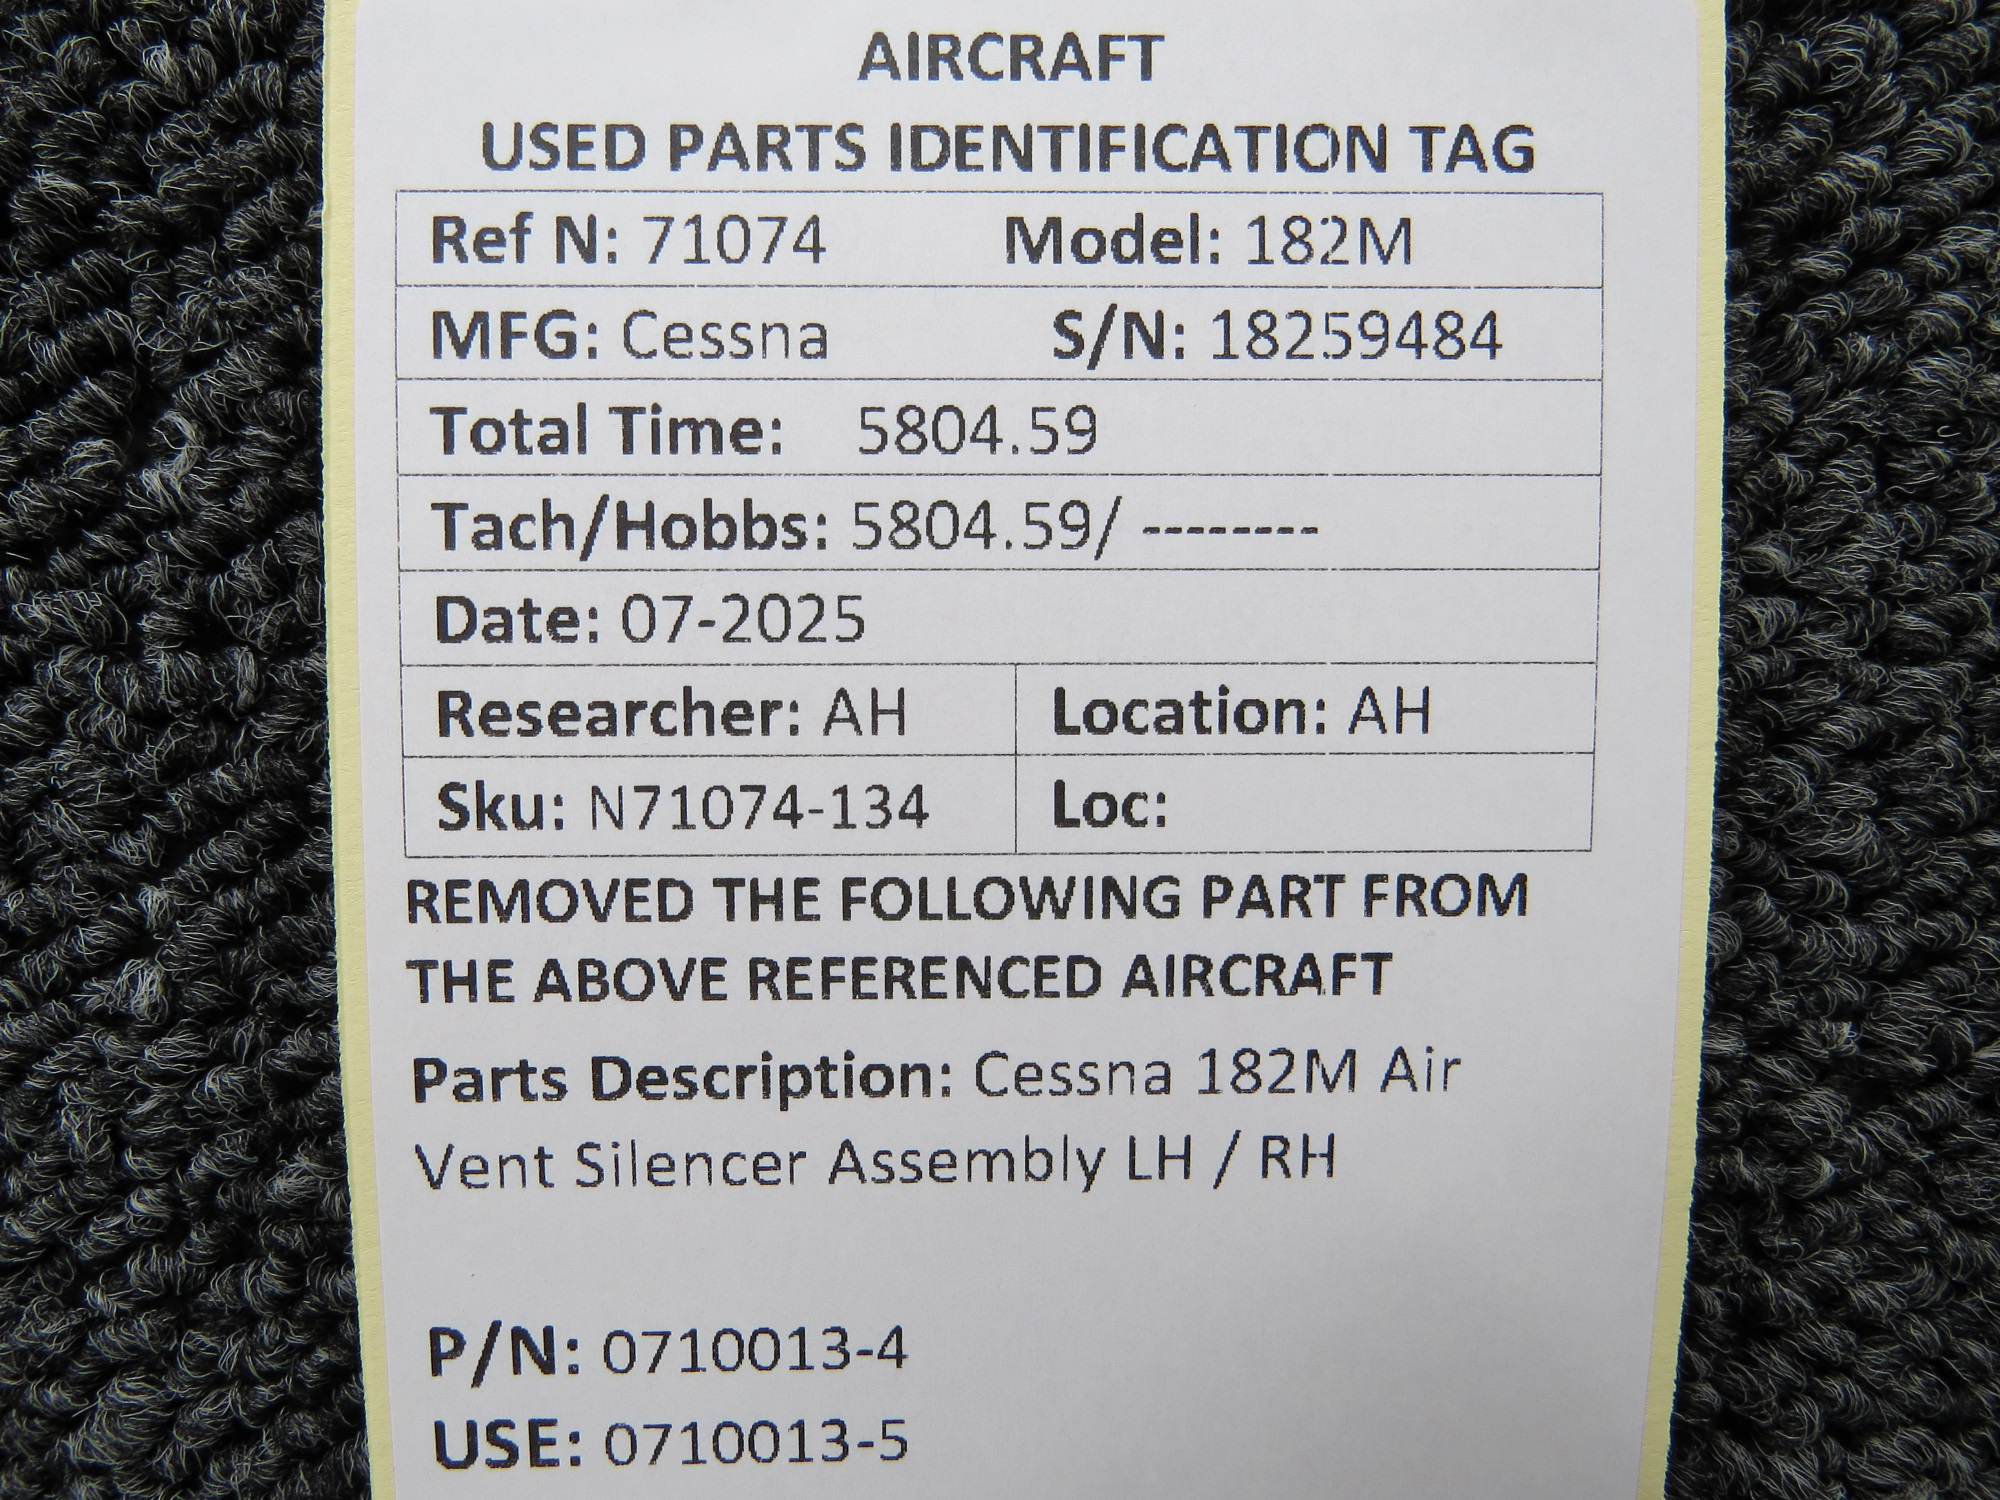 AIRCRAFT
USED PARTS IDENTIFICATION TAG
Ref N: 71074 Model: 182M
MFG: Cessna S/N: 18259484
Total Time: 5804.59
Tach/Hobbs: 5804.59/ --------
Date: 07-2025
Researcher: AH Location: AH
Sku: N71074-134 Loc:
REMOVED THE FOLLOWING PART FROM
THE ABOVE REFERENCED AIRCRAFT
Parts Description: Cessna 182M Air
Vent Silencer Assembly LH / RH
P/N: 0710013-4
USE: 0710013-5